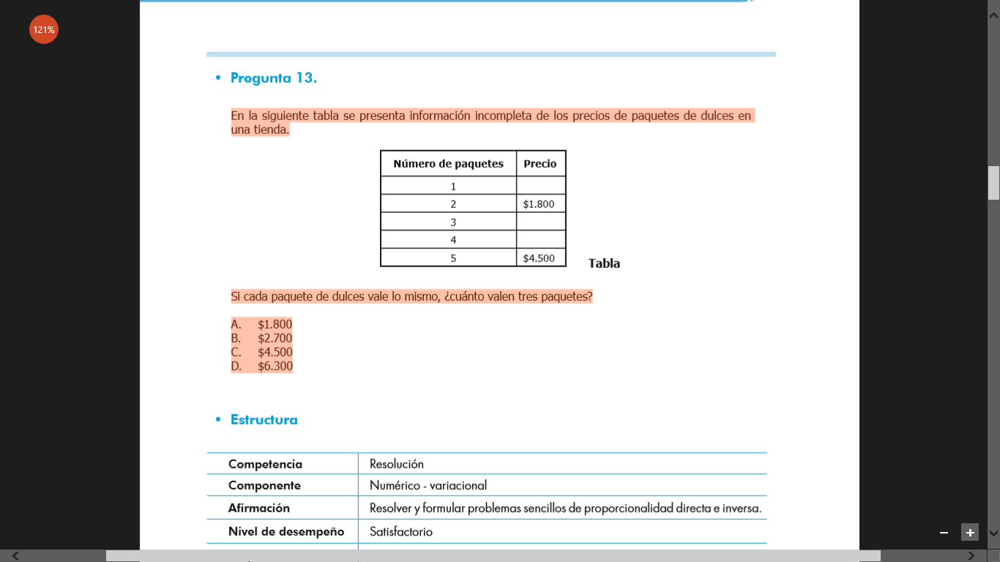 121%
• Pregunta 13.
En la siguiente tabla se presenta información incompleta de los precios de paquetes de dulces en
una tienda.
Número de paquetes Precio
1
2 $1.800
3
4
5 $4.500
Tabla
Si cada paquete de dulces vale lo mismo, ¿cuánto valen tres paquetes?
A. $1.800
B. $2.700
C. $4.500
D. $6.300
• Estructura
Competencia Resolución
Componente Numérico - variacional
Afirmación Resolver y formular problemas sencillos de proporcionalidad directa e inversa.
Nivel de desempeño Satisfactorio